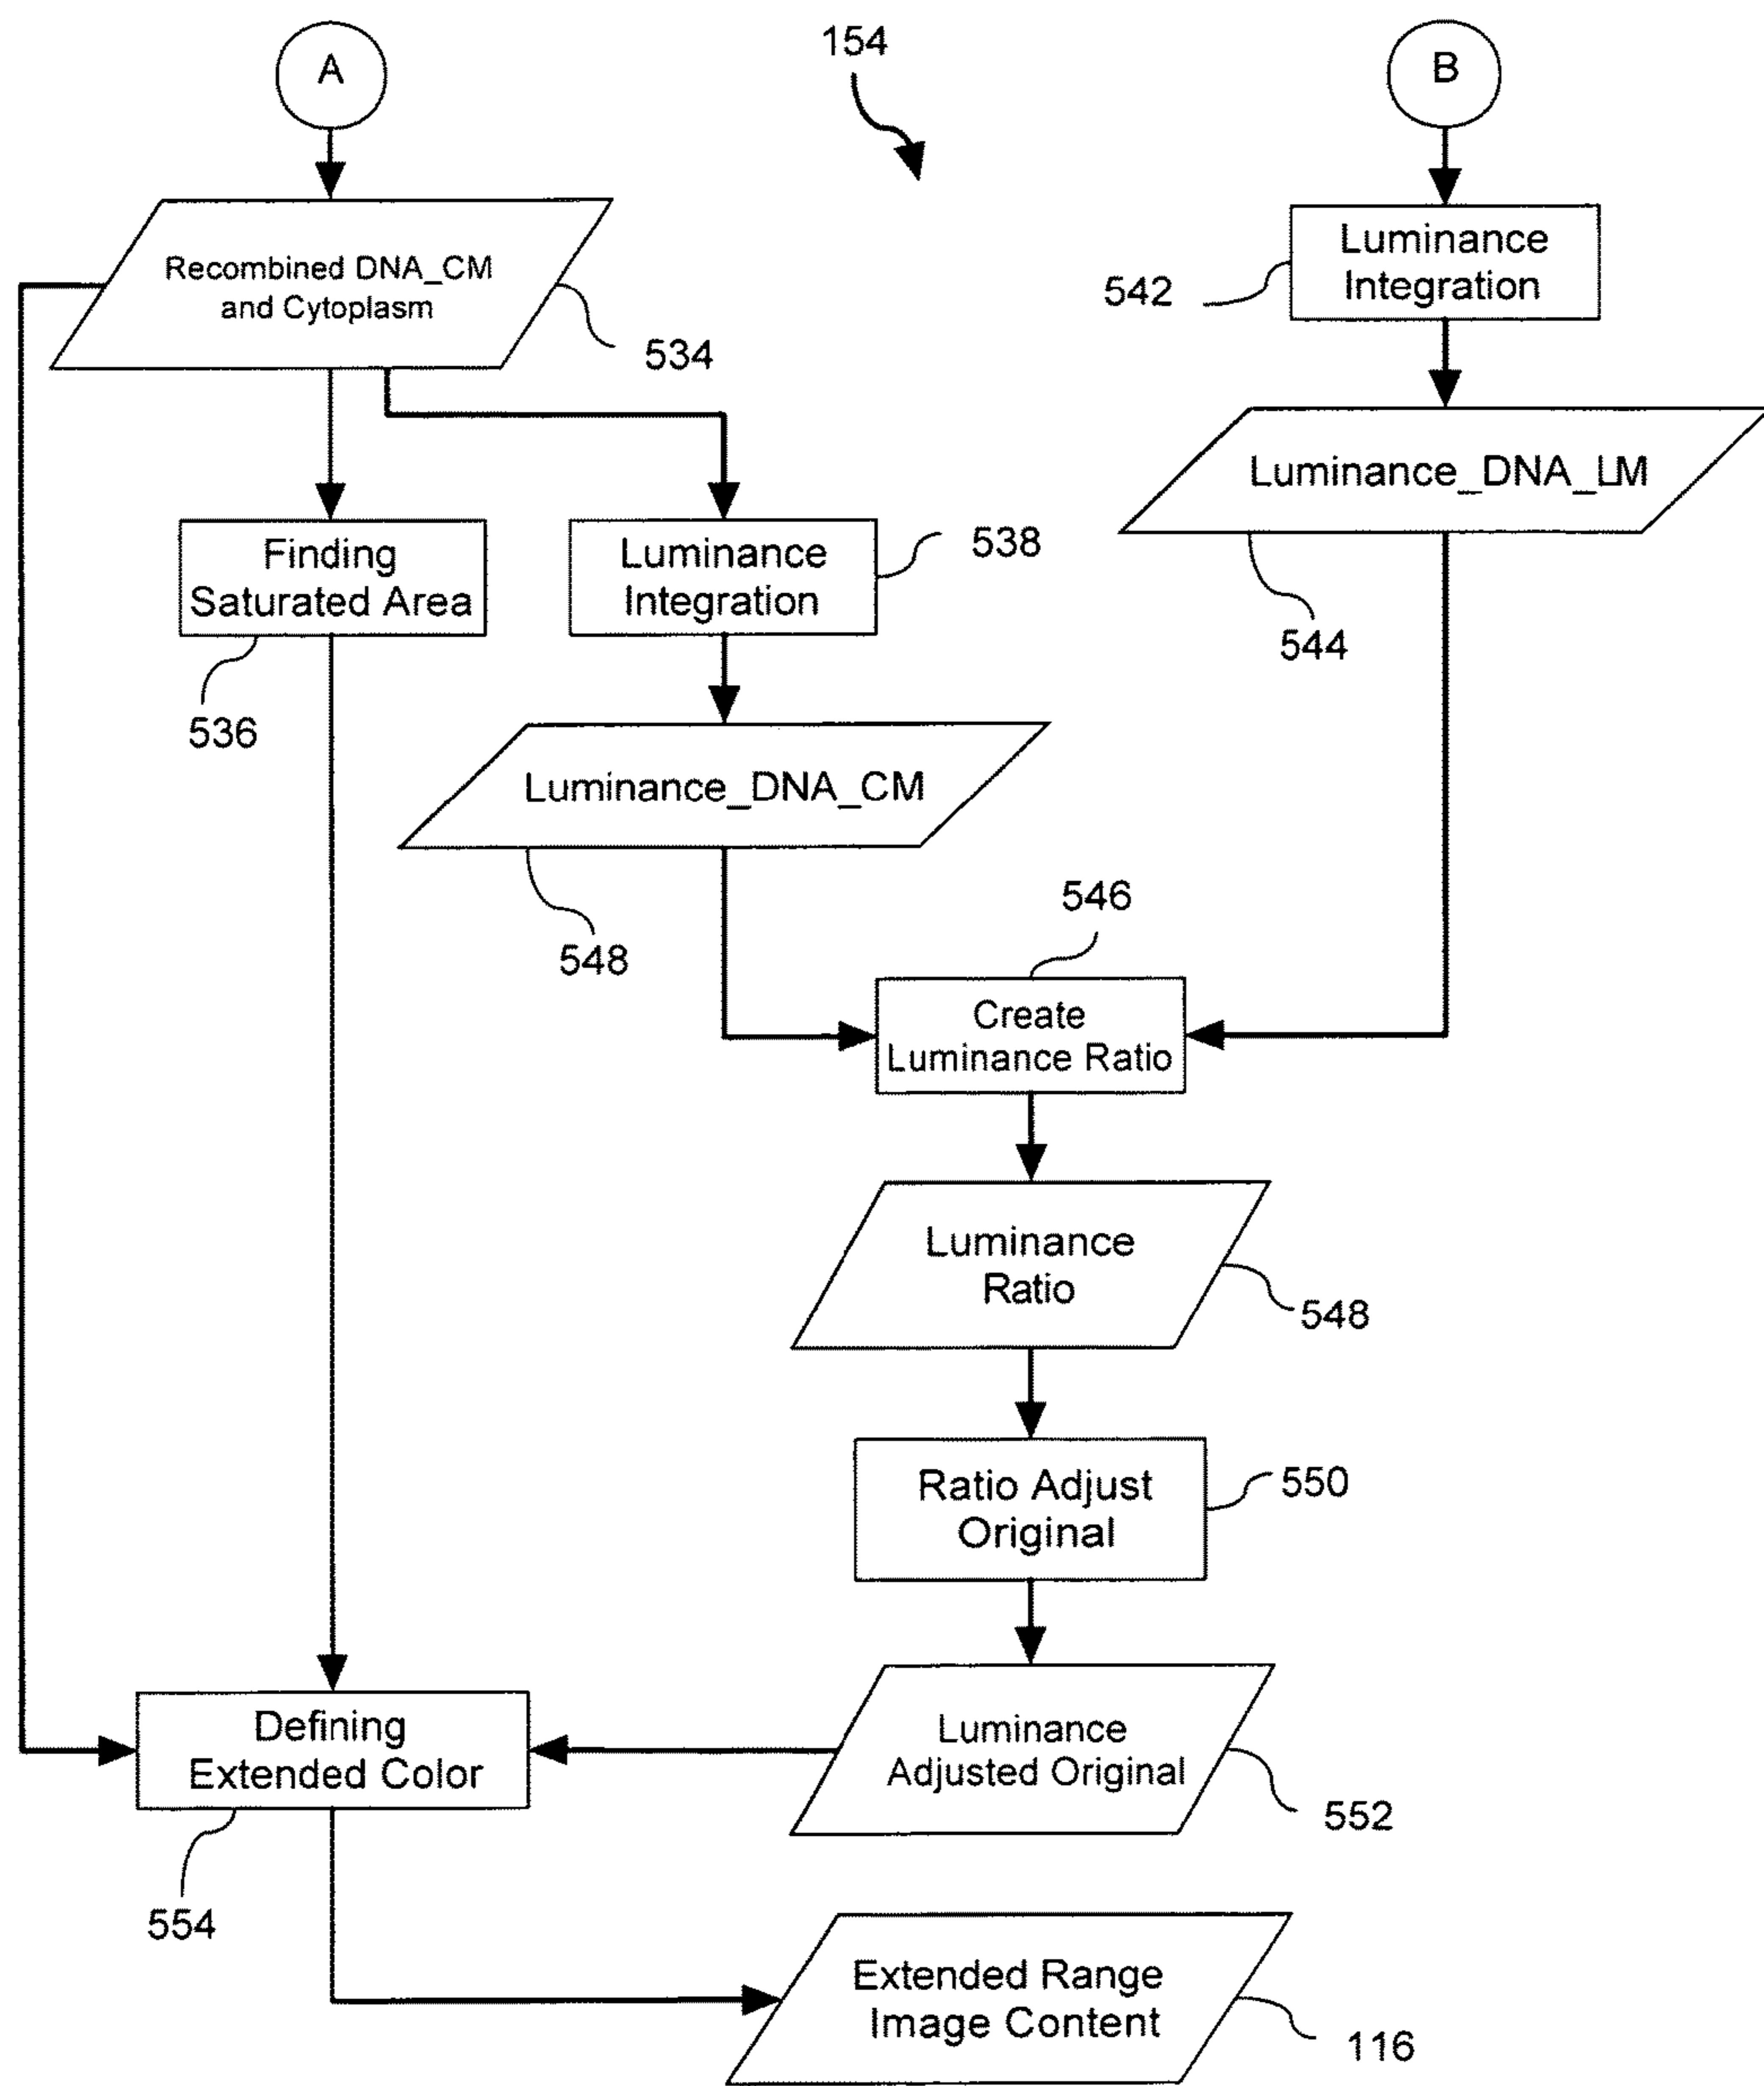 A
154
B
Recombined DNA_CM
and Cytoplasm
534
Luminance
Integration
542
Luminance_DNA_LM
544
Finding
Saturated Area
536
Luminance
Integration
538
Luminance_DNA_CM
548
546
Create
Luminance Ratio
Luminance
Ratio
548
Ratio Adjust
Original
550
Defining
Extended Color
554
Luminance
Adjusted Original
552
Extended Range
Image Content
116